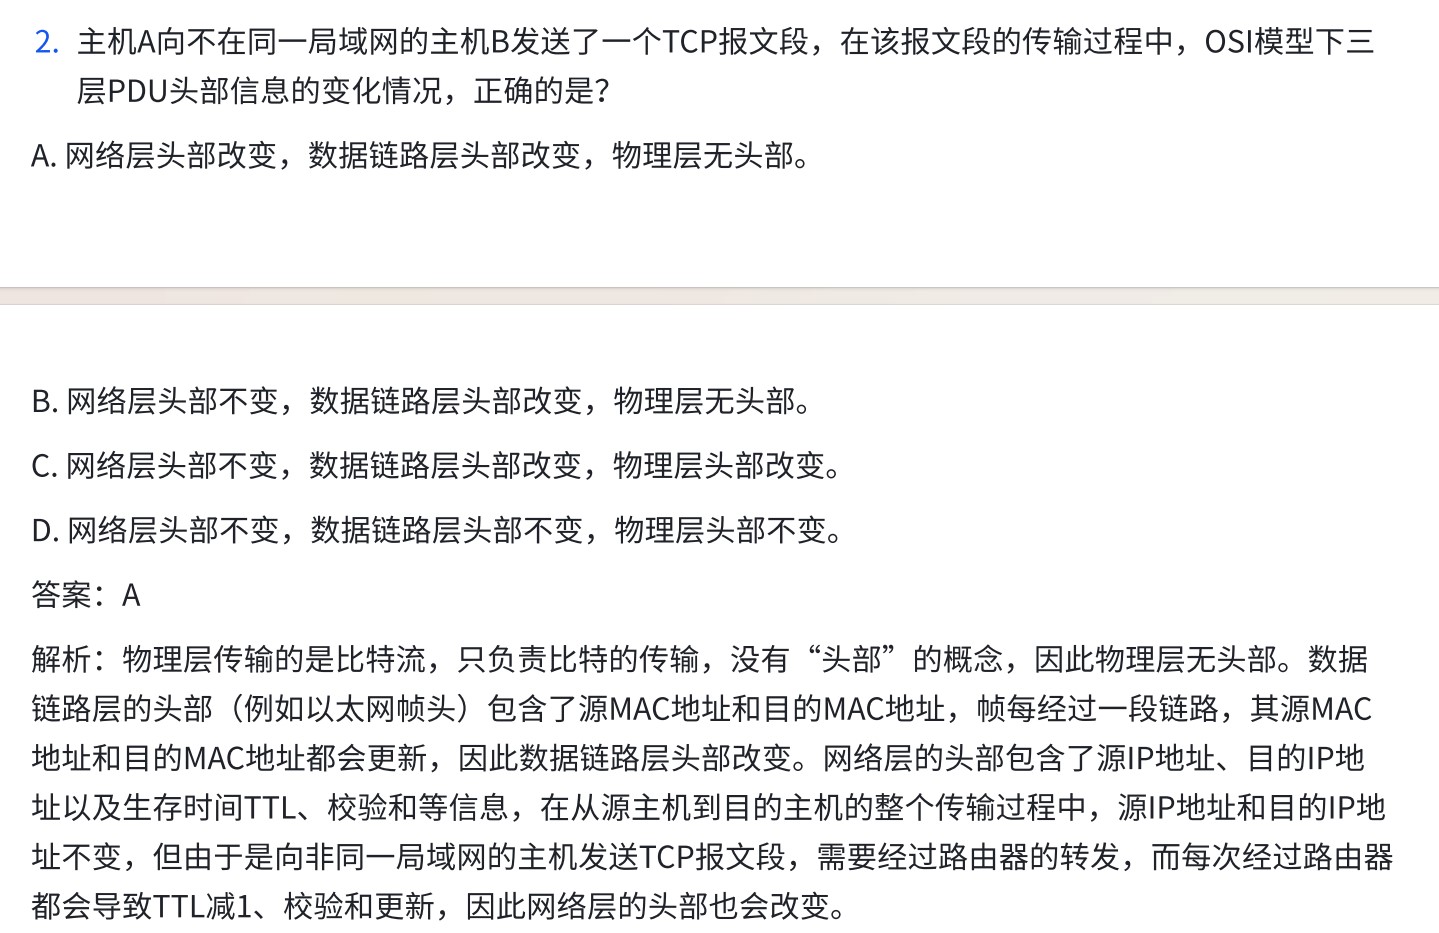 2. 主机A向不在同一局域网的主机B发送了一个TCP报文段，在该报文段的传输过程中，OSI模型下三
层PDU头部信息的变化情况，正确的是？
A. 网络层头部改变，数据链路层头部改变，物理层无头部。
B. 网络层头部不变，数据链路层头部改变，物理层无头部。
C. 网络层头部不变，数据链路层头部改变，物理层头部改变。
D. 网络层头部不变，数据链路层头部不变，物理层头部不变。
答案：A
解析：物理层传输的是比特流，只负责比特的传输，没有“头部”的概念，因此物理层无头部。数据
链路层的头部（例如以太网帧头）包含了源MAC地址和目的MAC地址，帧每经过一段链路，其源MAC
地址和目的MAC地址都会更新，因此数据链路层头部改变。网络层的头部包含了源IP地址、目的IP地
址以及生存时间TTL、校验和等信息，在从源主机到目的主机的整个传输过程中，源IP地址和目的IP地
址不变，但由于是向非同一局域网的主机发送TCP报文段，需要经过路由器的转发，而每次经过路由器
都会导致TTL减1、校验和更新，因此网络层的头部也会改变。